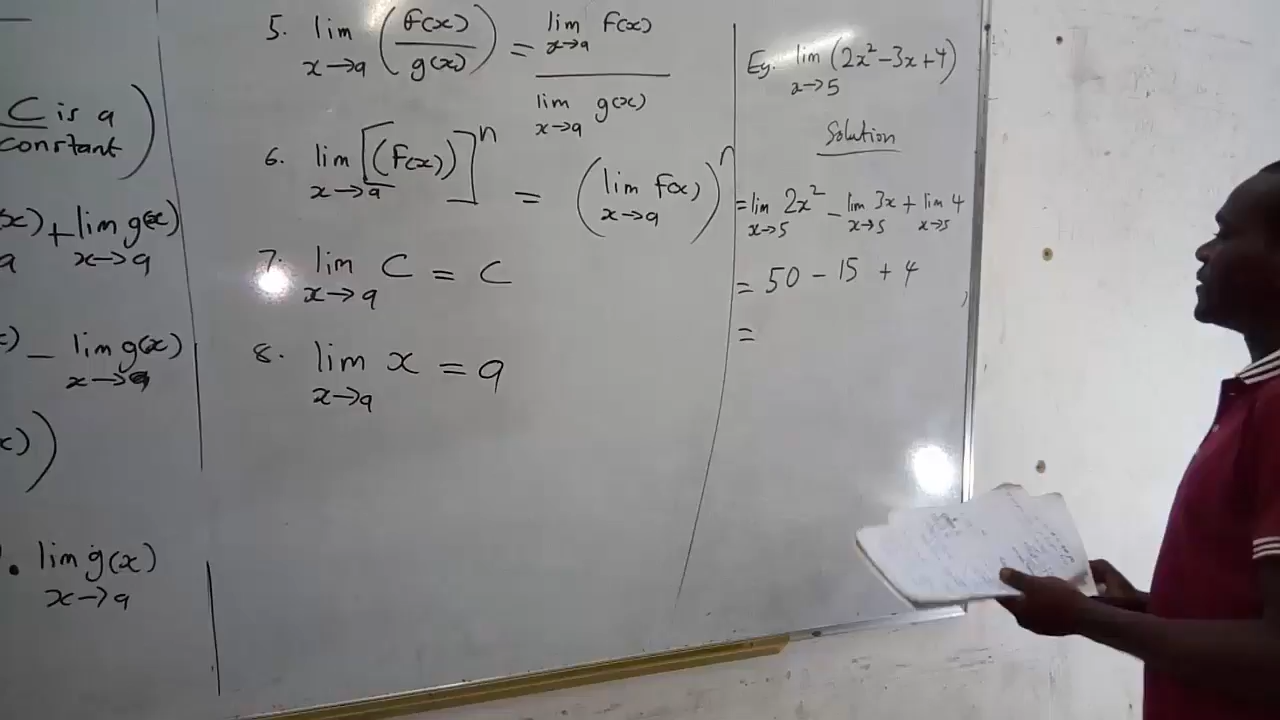 C is a
constant )
x) + lim g(x)
a x→a
) − lim g(x)
x→a
x) )
. lim g(x)
x→a
5. lim ( F(x) / g(x) ) = lim F(x) / lim g(x)
x→a x→a x→a
6. lim [(F(x))]^n = ( lim F(x) )^n
x→a x→a
7. lim C = C
x→a
8. lim x = a
x→a
Eg. lim (2x² − 3x + 4)
x→5
Solution
= lim 2x² − lim 3x + lim 4
x→5 x→5 x→5
= 50 − 15 + 4
=